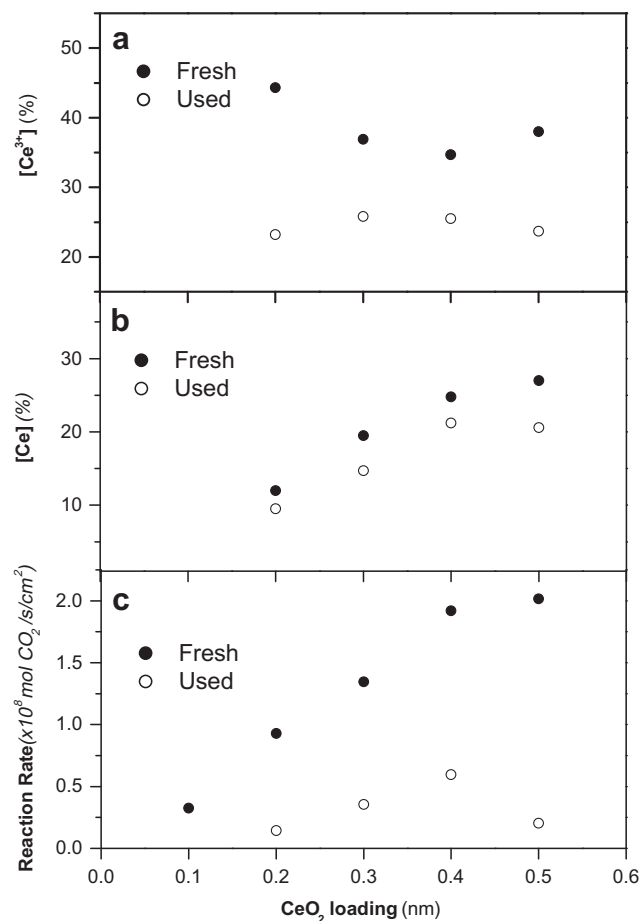 a
Fresh
Used
[Ce³⁺] (%)
50
40
30
20
b
Fresh
Used
[Ce] (%)
30
20
10
c
Fresh
Used
Reaction Rate(x10⁸ mol CO₂/s/cm²)
2.0
1.5
1.0
0.5
0.0
0.0 0.1 0.2 0.3 0.4 0.5 0.6
CeO₂ loading (nm)